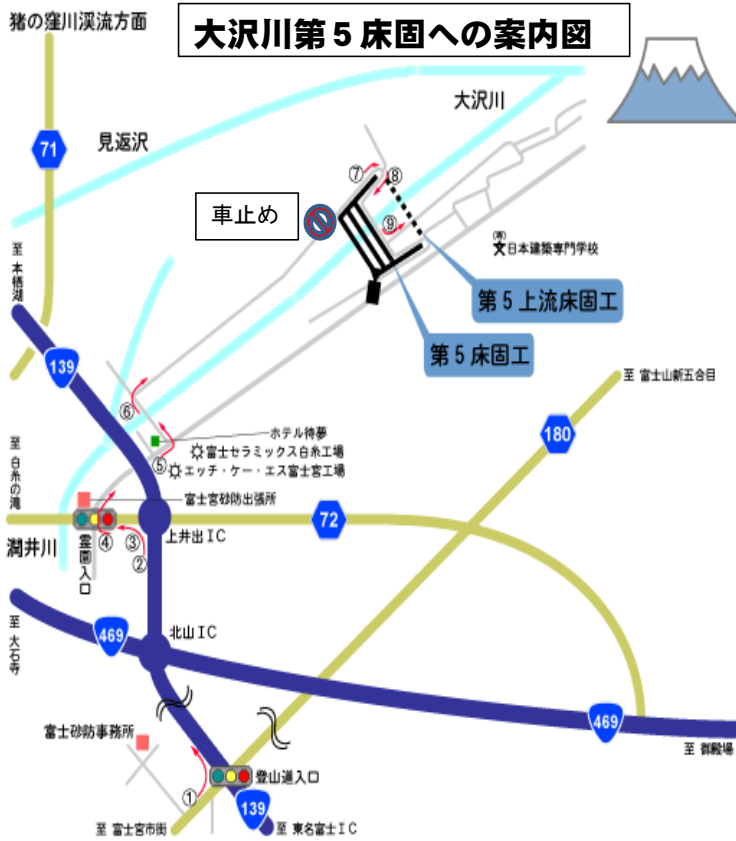 猪の窪川渓流方面
大沢川第5床固への案内図
大沢川
71
見返沢
⑦
⑧
車止め
⑨
(専)
文日本建築専門学校
至 本栖湖
第5上流床固工
第5床固工
139
至 富士山新五合目
⑥
180
ホテル待夢
至 白糸の滝
富士セラミックス白糸工場
⑤
エッチ・ケー・エス富士宮工場
富士宮砂防出張所
72
④
③
上井出IC
潤井川
霊園入口
②
北山IC
469
至 大石寺
469
富士砂防事務所
至 御殿場
登山道入口
①
139
至 富士宮市街
至 東名富士IC